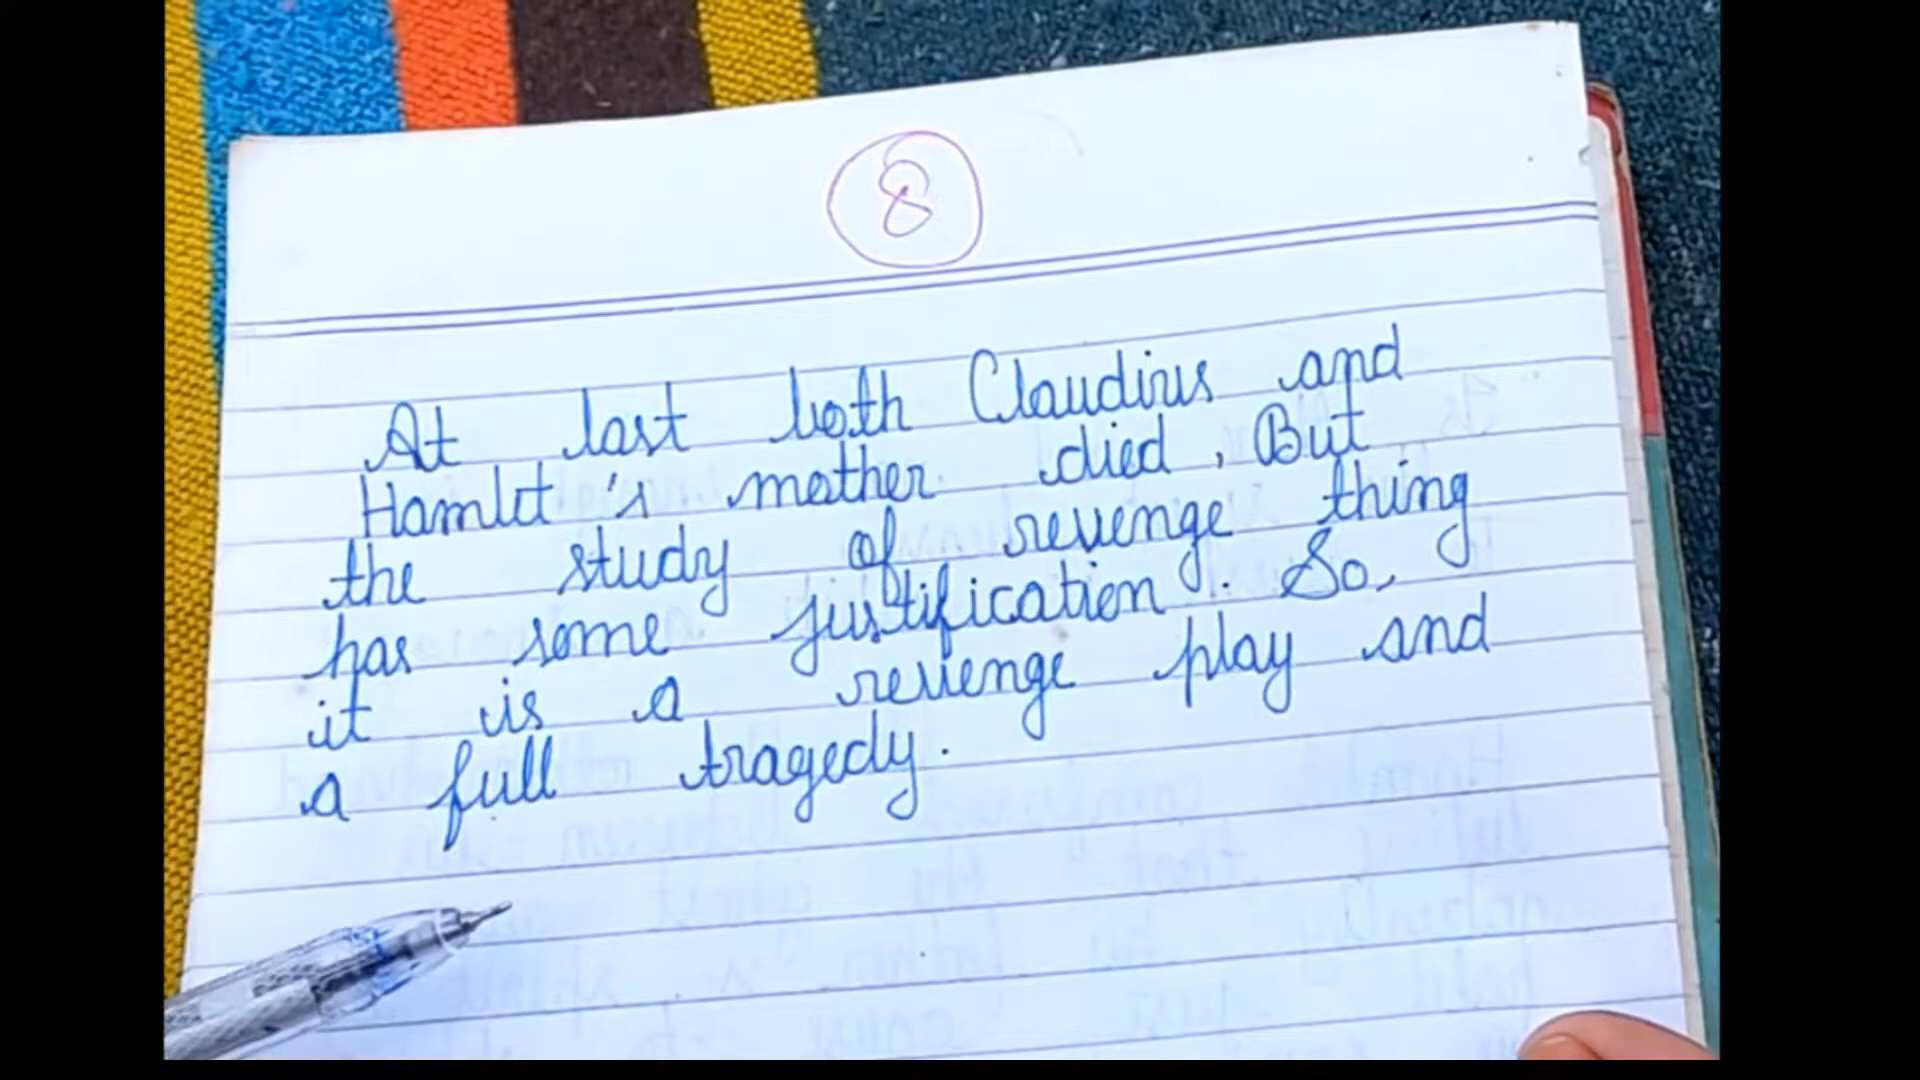 8
At last both Claudius and
Hamlet's mother died. But
the study of revenge thing
has some justification. So,
it is a revenge play and
a full tragedy.